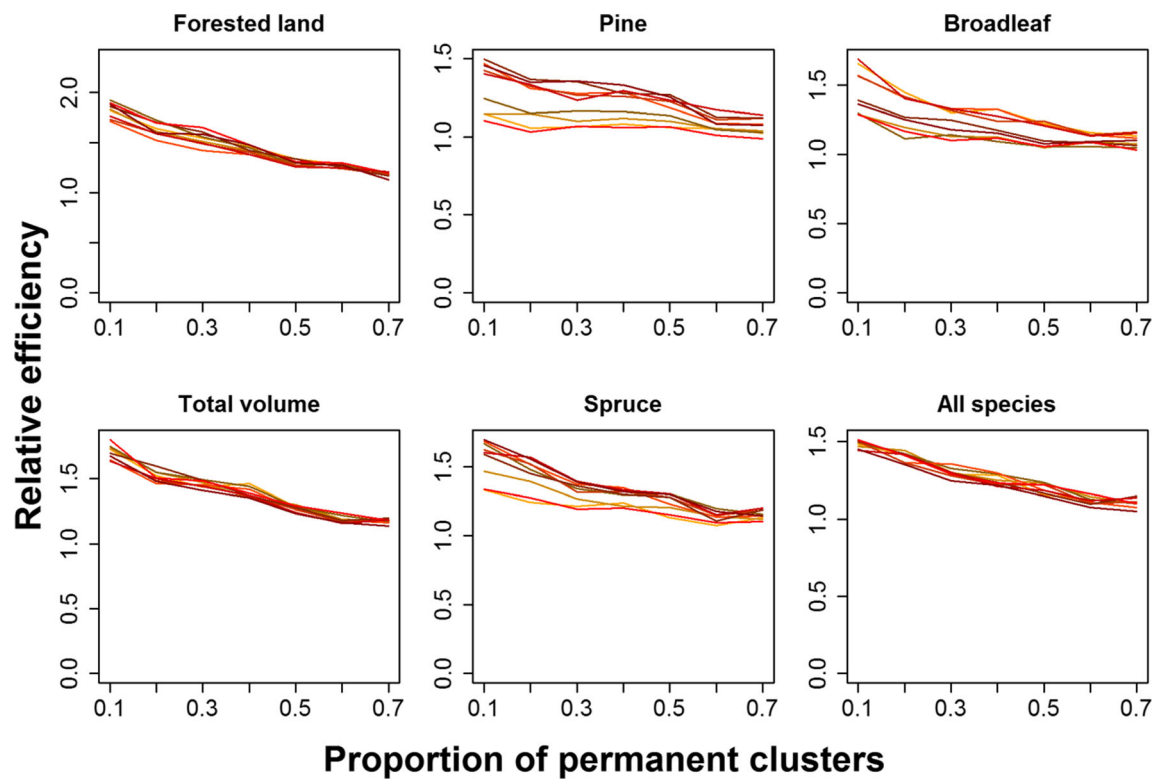 Forested land
Pine
Broadleaf
2.0
1.0
0.0
1.5
1.0
0.5
0.0
1.5
1.0
0.5
0.0
0.1 0.3 0.5 0.7
0.1 0.3 0.5 0.7
0.1 0.3 0.5 0.7
Relative efficiency
Total volume
Spruce
All species
1.5
1.0
0.5
0.0
1.5
1.0
0.5
0.0
1.5
1.0
0.5
0.0
0.1 0.3 0.5 0.7
0.1 0.3 0.5 0.7
0.1 0.3 0.5 0.7
Proportion of permanent clusters